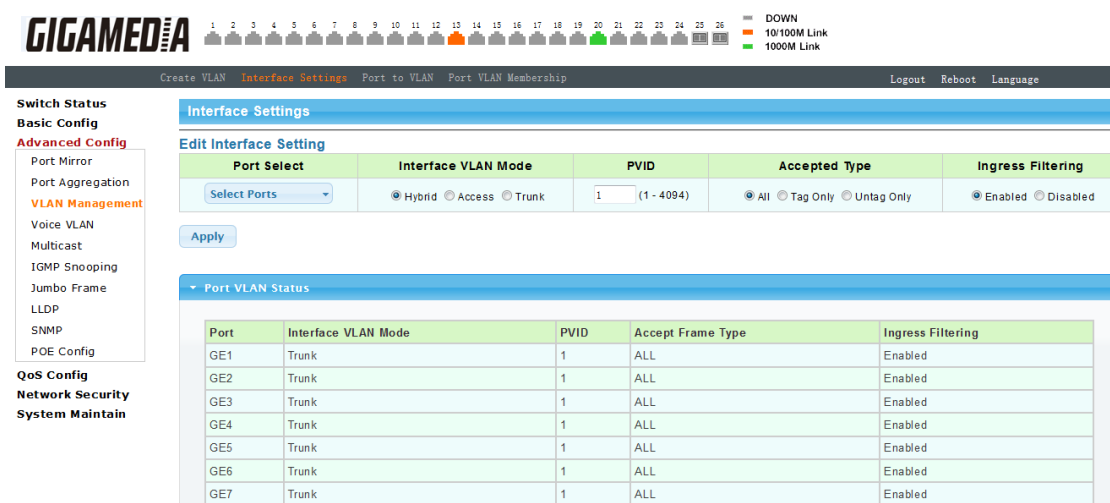 GIGAMEDIA
1 2 3 4 5 6 7 8 9 10 11 12 13 14 15 16 17 18 19 20 21 22 23 24 25 26
DOWN
10/100M Link
1000M Link
Create VLAN Interface Settings Port to VLAN Port VLAN Membership Logout Reboot Language
Switch Status
Basic Config
Advanced Config
Port Mirror
Port Aggregation
VLAN Management
Voice VLAN
Multicast
IGMP Snooping
Jumbo Frame
LLDP
SNMP
POE Config
QoS Config
Network Security
System Maintain
Interface Settings
Edit Interface Setting
Port Select Interface VLAN Mode PVID Accepted Type Ingress Filtering
Select Ports Hybrid Access Trunk 1 (1 - 4094) All Tag Only Untag Only Enabled Disabled
Apply
Port VLAN Status
Port Interface VLAN Mode PVID Accept Frame Type Ingress Filtering
GE1 Trunk 1 ALL Enabled
GE2 Trunk 1 ALL Enabled
GE3 Trunk 1 ALL Enabled
GE4 Trunk 1 ALL Enabled
GE5 Trunk 1 ALL Enabled
GE6 Trunk 1 ALL Enabled
GE7 Trunk 1 ALL Enabled